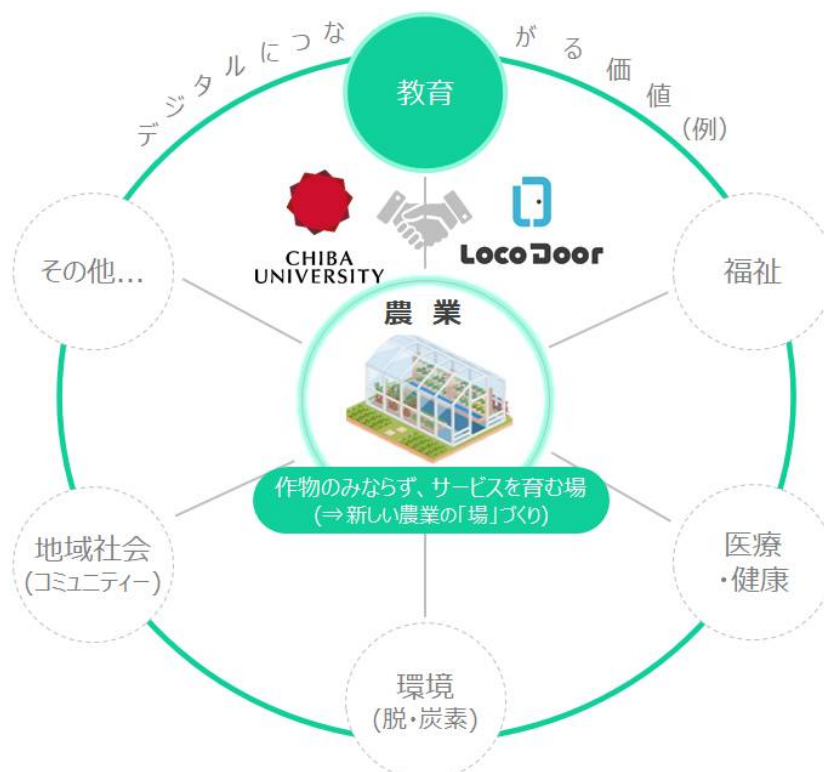 デジタルにつながる価値(例)
教育
CHIBA
UNIVERSITY
LocoDoor
その他...
福祉
農 業
作物のみならず、サービスを育む場
(⇒新しい農業の「場」づくり)
地域社会
(コミュニティー)
医療
・健康
環境
(脱・炭素)